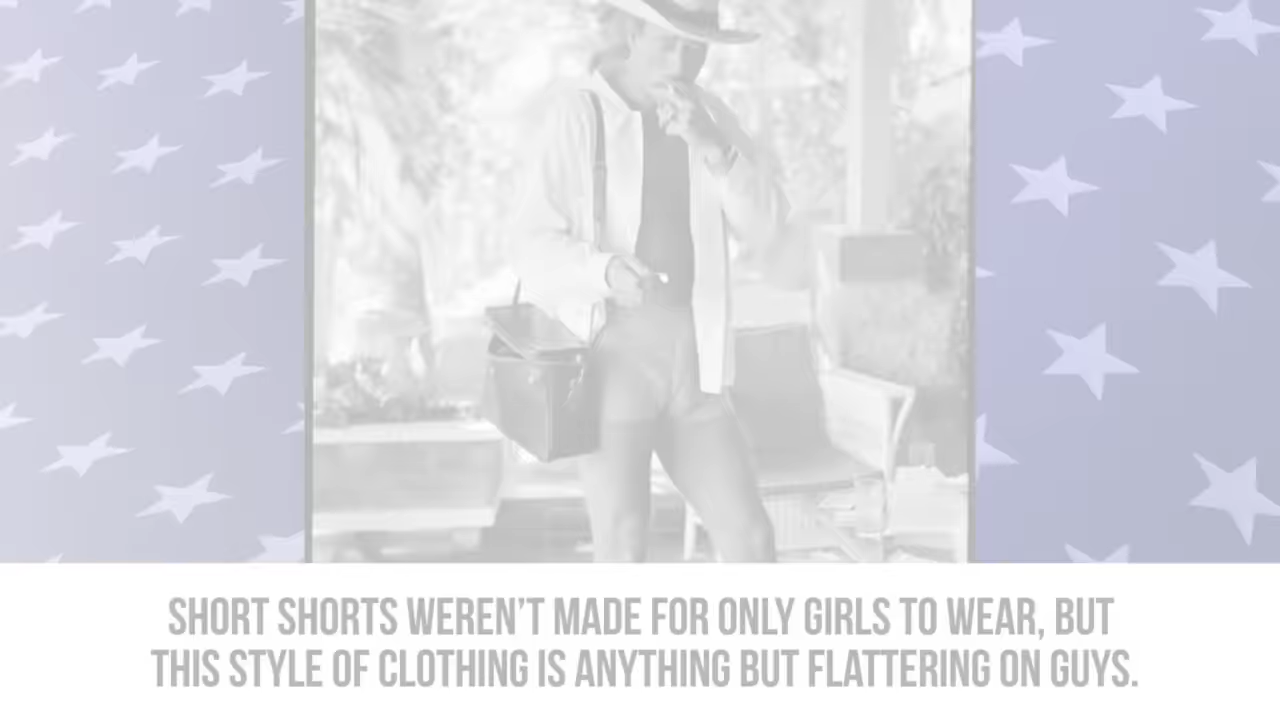 SHORT SHORTS WEREN'T MADE FOR ONLY GIRLS TO WEAR, BUT
THIS STYLE OF CLOTHING IS ANYTHING BUT FLATTERING ON GUYS.